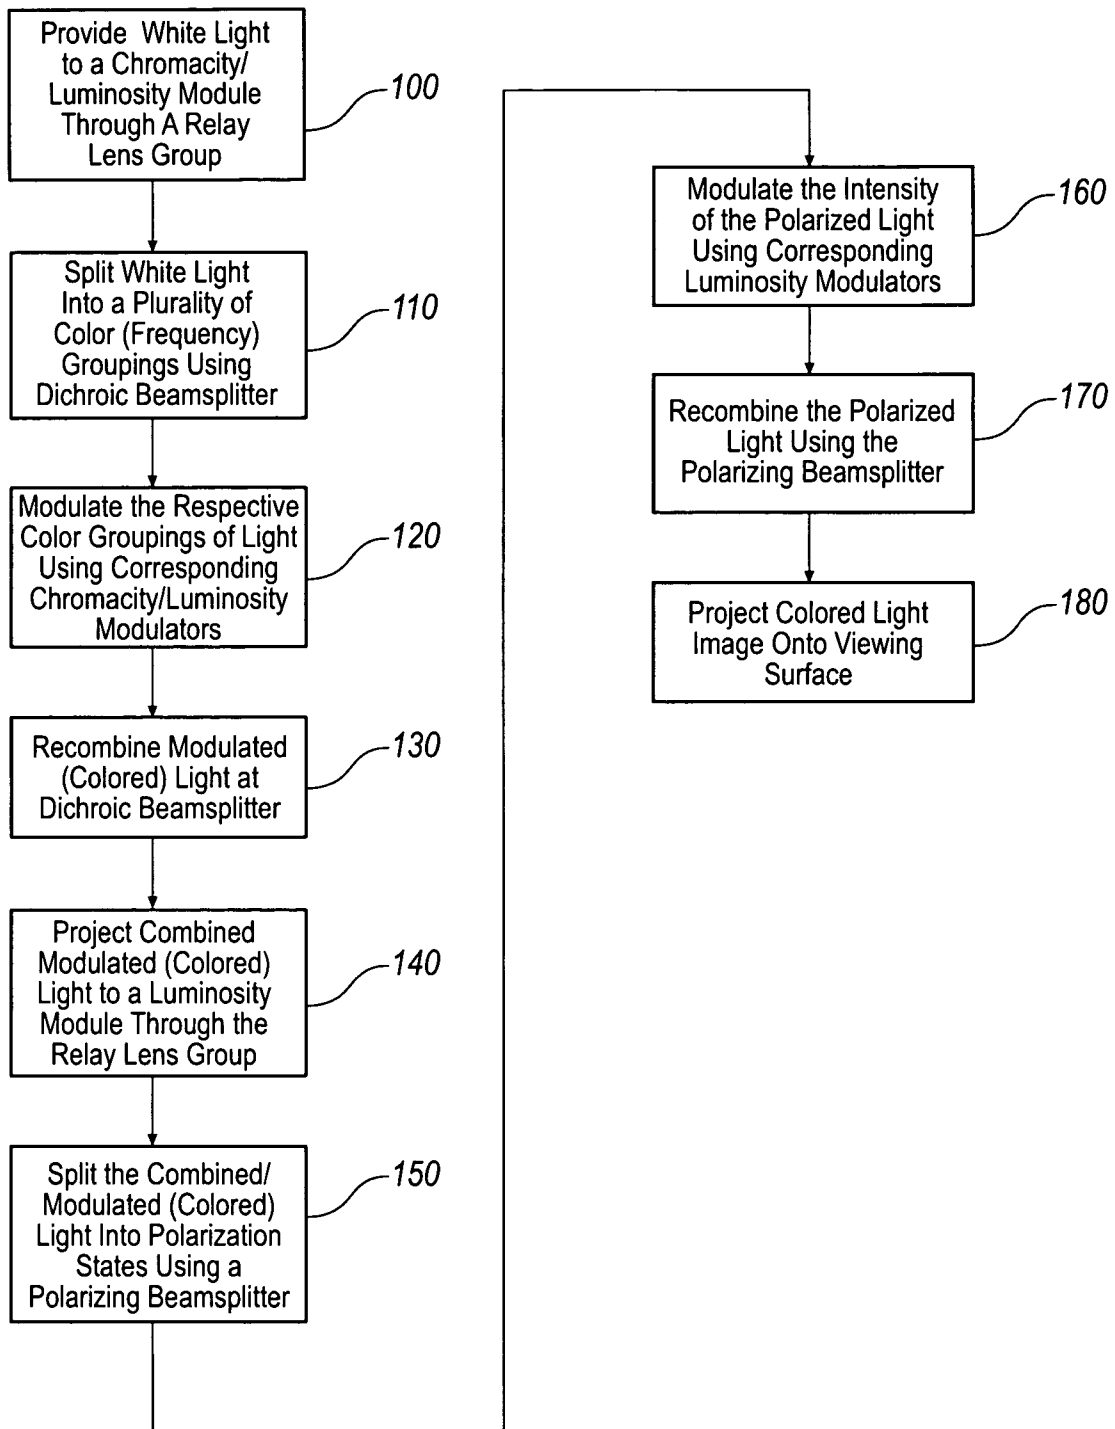 Provide White Light
to a Chromacity/
Luminosity Module
Through A Relay
Lens Group
100
Split White Light
Into a Plurality of
Color (Frequency)
Groupings Using
Dichroic Beamsplitter
110
Modulate the Respective
Color Groupings of Light
Using Corresponding
Chromacity/Luminosity
Modulators
120
Recombine Modulated
(Colored) Light at
Dichroic Beamsplitter
130
Project Combined
Modulated (Colored)
Light to a Luminosity
Module Through the
Relay Lens Group
140
Split the Combined/
Modulated (Colored)
Light Into Polarization
States Using a
Polarizing Beamsplitter
150
Modulate the Intensity
of the Polarized Light
Using Corresponding
Luminosity Modulators
160
Recombine the Polarized
Light Using the
Polarizing Beamsplitter
170
Project Colored Light
Image Onto Viewing
Surface
180